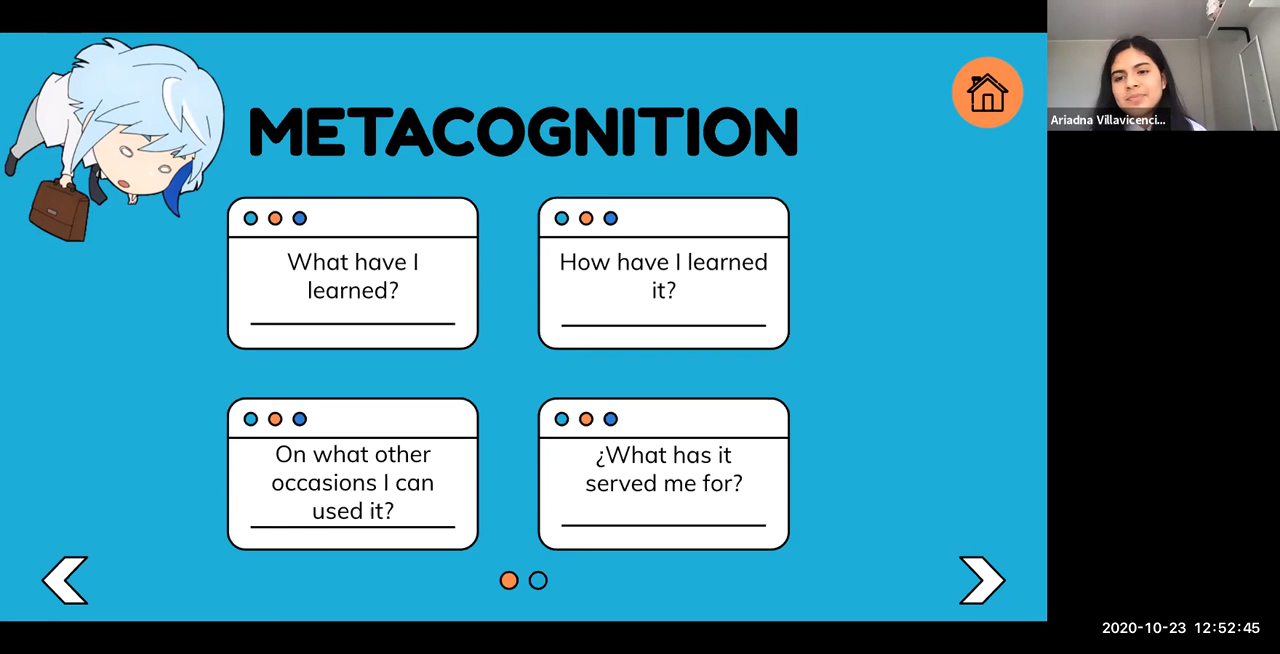 METACOGNITION
Ariadna Villavicenci...
What have I
learned?
How have I learned
it?
On what other
occasions I can
used it?
¿What has it
served me for?
2020-10-23 12:52:45